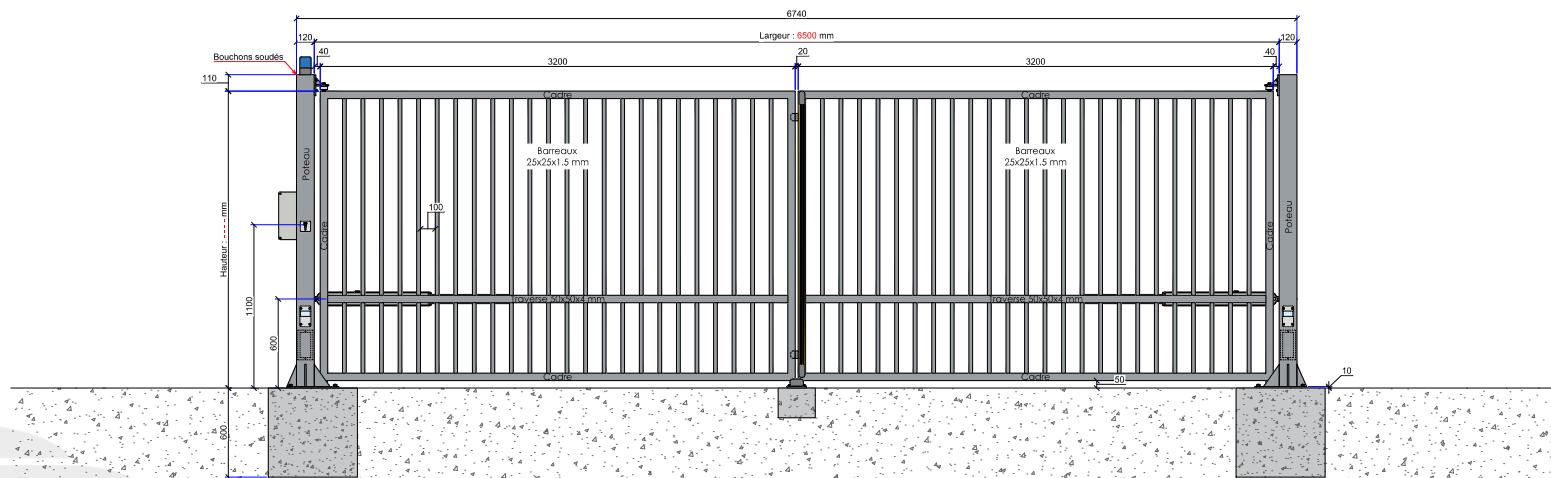 6740
120
Largeur : 6500 mm
120
Bouchons soudés
40
3200
20
3200
40
110
Cadre
Cadre
Barreaux
25x25x1.5 mm
Barreaux
25x25x1.5 mm
Poteau
Poteau
100
Hauteur : ---- mm
Cadre
Cadre
1100
600
raverse 50x50x4 mm
raverse 50x50x4 mm
Cadre
Cadre
50
10
600